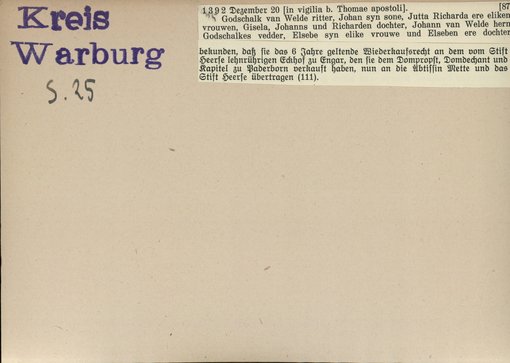 Kreis
Warburg
S. 25
1392 Dezember 20 [in vigilia b. Thomae apostoli]. [87
Godschalk van Welde ritter, Johan syn sone, Jutta Richarda ere eliken
vrouwen, Gisela, Johanns und Richarden dochter, Johann van Welde hern
Godschalkes vedder, Elsebe syn elike vrouwe und Elseben ere dochter
bekunden, daß sie das 6 Jahre geltende Wiederkaufsrecht an dem vom Stift
Heerse lehnrührigen Eckhof zu Engar, den sie dem Dompropst, Domdechant und
Kapitel zu Paderborn verkauft haben, nun an die Äbtissin Mette und das
Stift Heerse übertragen (111).